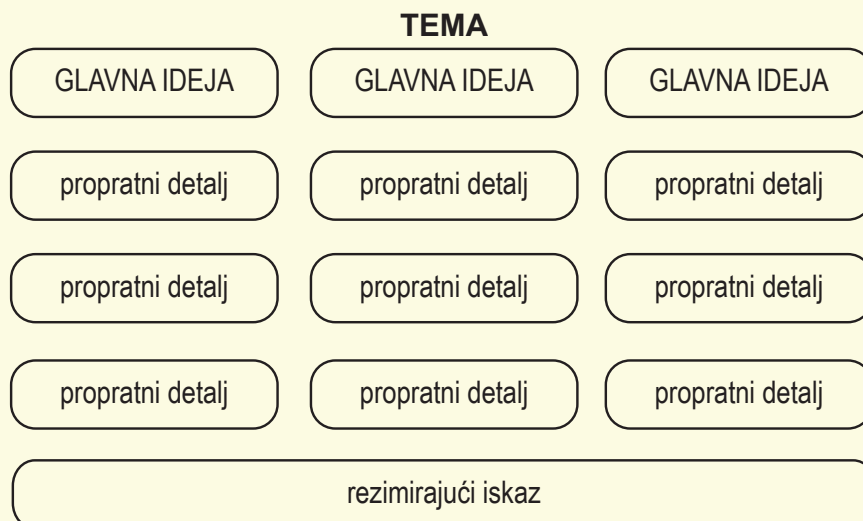 TEMA
GLAVNA IDEJA GLAVNA IDEJA GLAVNA IDEJA
propratni detalj propratni detalj propratni detalj
propratni detalj propratni detalj propratni detalj
propratni detalj propratni detalj propratni detalj
rezimirajući iskaz